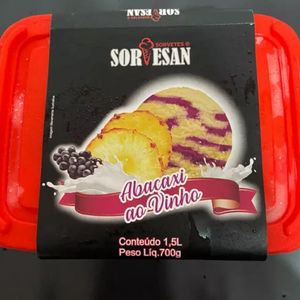 SORVETES®
SORVESAN
Abacaxi
ao Vinho
Conteúdo 1,5L
Peso Líq.700g